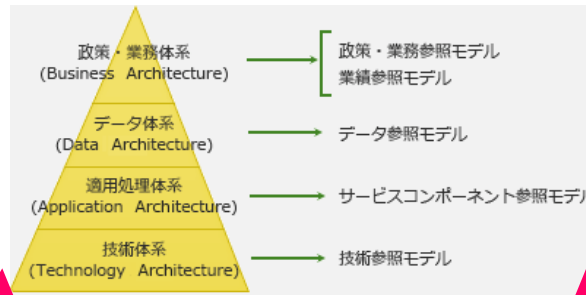 政策・業務体系
(Business Architecture)
政策・業務参照モデル
業績参照モデル
データ体系
(Data Architecture)
データ参照モデル
適用処理体系
(Application Architecture)
サービスコンポーネント参照モデル
技術体系
(Technology Architecture)
技術参照モデル